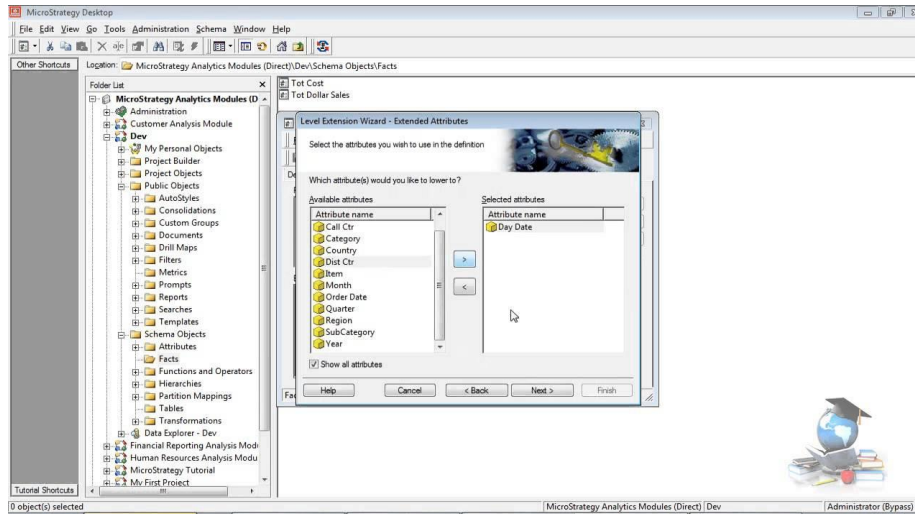 MicroStrategy Desktop
File Edit View Go Tools Administration Schema Window Help
Other Shortcuts
Location: MicroStrategy Analytics Modules (Direct)\Dev\Schema Objects\Facts
Folder List
MicroStrategy Analytics Modules (D
Administration
Customer Analysis Module
Dev
My Personal Objects
Project Builder
Project Objects
Public Objects
AutoStyles
Consolidations
Custom Groups
Documents
Drill Maps
Filters
Metrics
Prompts
Reports
Searches
Templates
Schema Objects
Attributes
Facts
Functions and Operators
Hierarchies
Partition Mappings
Tables
Transformations
Data Explorer - Dev
Financial Reporting Analysis Modu
Human Resources Analysis Modu
MicroStrategy Tutorial
My First Project
Tutorial Shortcuts
Tot Cost
Tot Dollar Sales
Level Extension Wizard - Extended Attributes
Select the attributes you wish to use in the definition
Which attribute(s) would you like to lower to?
Available attributes
Attribute name
Call Ctr
Category
Country
Dist Ctr
Item
Month
Order Date
Quarter
Region
SubCategory
Year
>
<
Selected attributes
Attribute name
Day Date
Show all attributes
Help
Cancel
< Back
Next >
Finish
0 object(s) selected
MicroStrategy Analytics Modules (Direct) Dev
Administrator (Bypass)